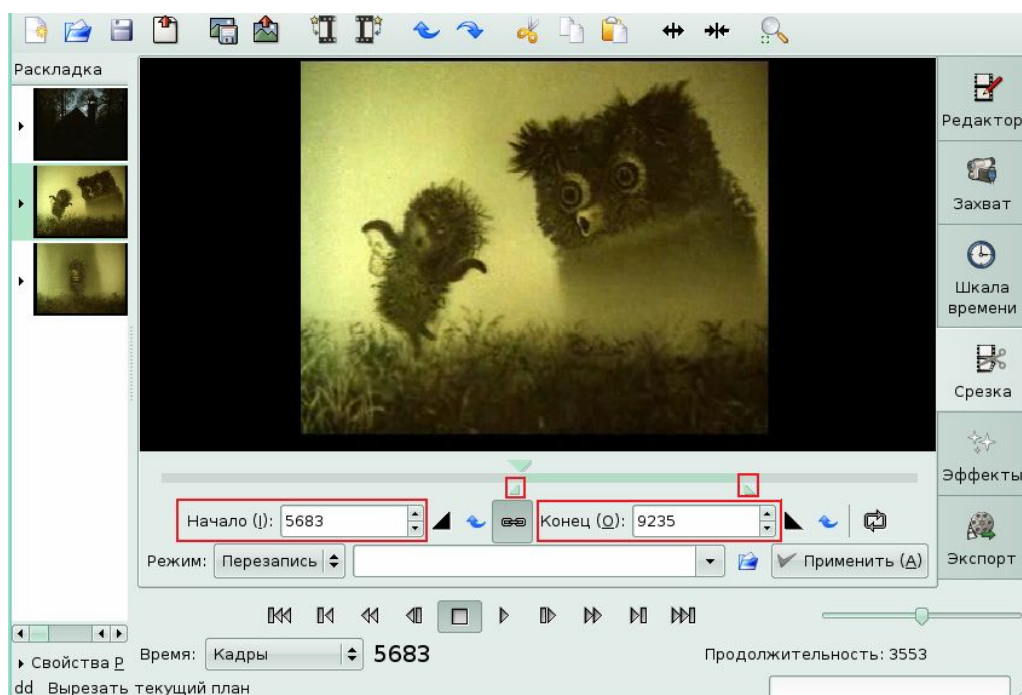 Раскладка
Редактор
Захват
Шкала
времени
Срезка
Эффекты
Экспорт
Начало (I): 5683
Конец (O): 9235
Режим: Перезапись
Применить (A)
Время: Кадры 5683
Продолжительность: 3553
Свойства Р
dd Вырезать текущий план